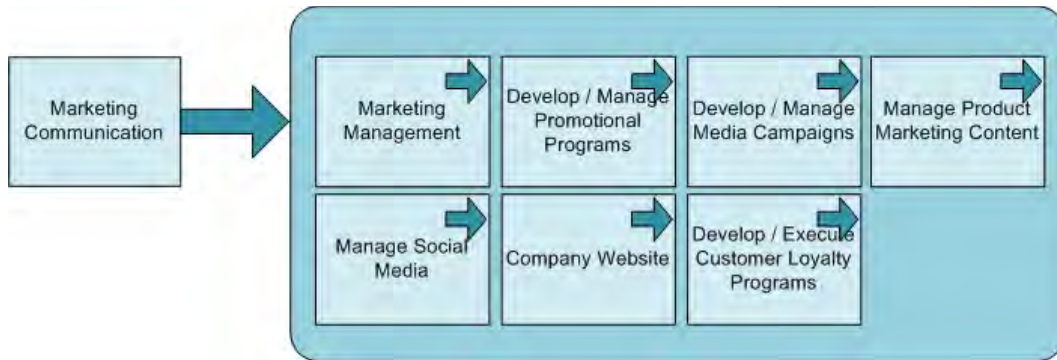 Marketing
Communication
Marketing
Management
Develop / Manage
Promotional
Programs
Develop / Manage
Media Campaigns
Manage Product
Marketing Content
Manage Social
Media
Company Website
Develop / Execute
Customer Loyalty
Programs